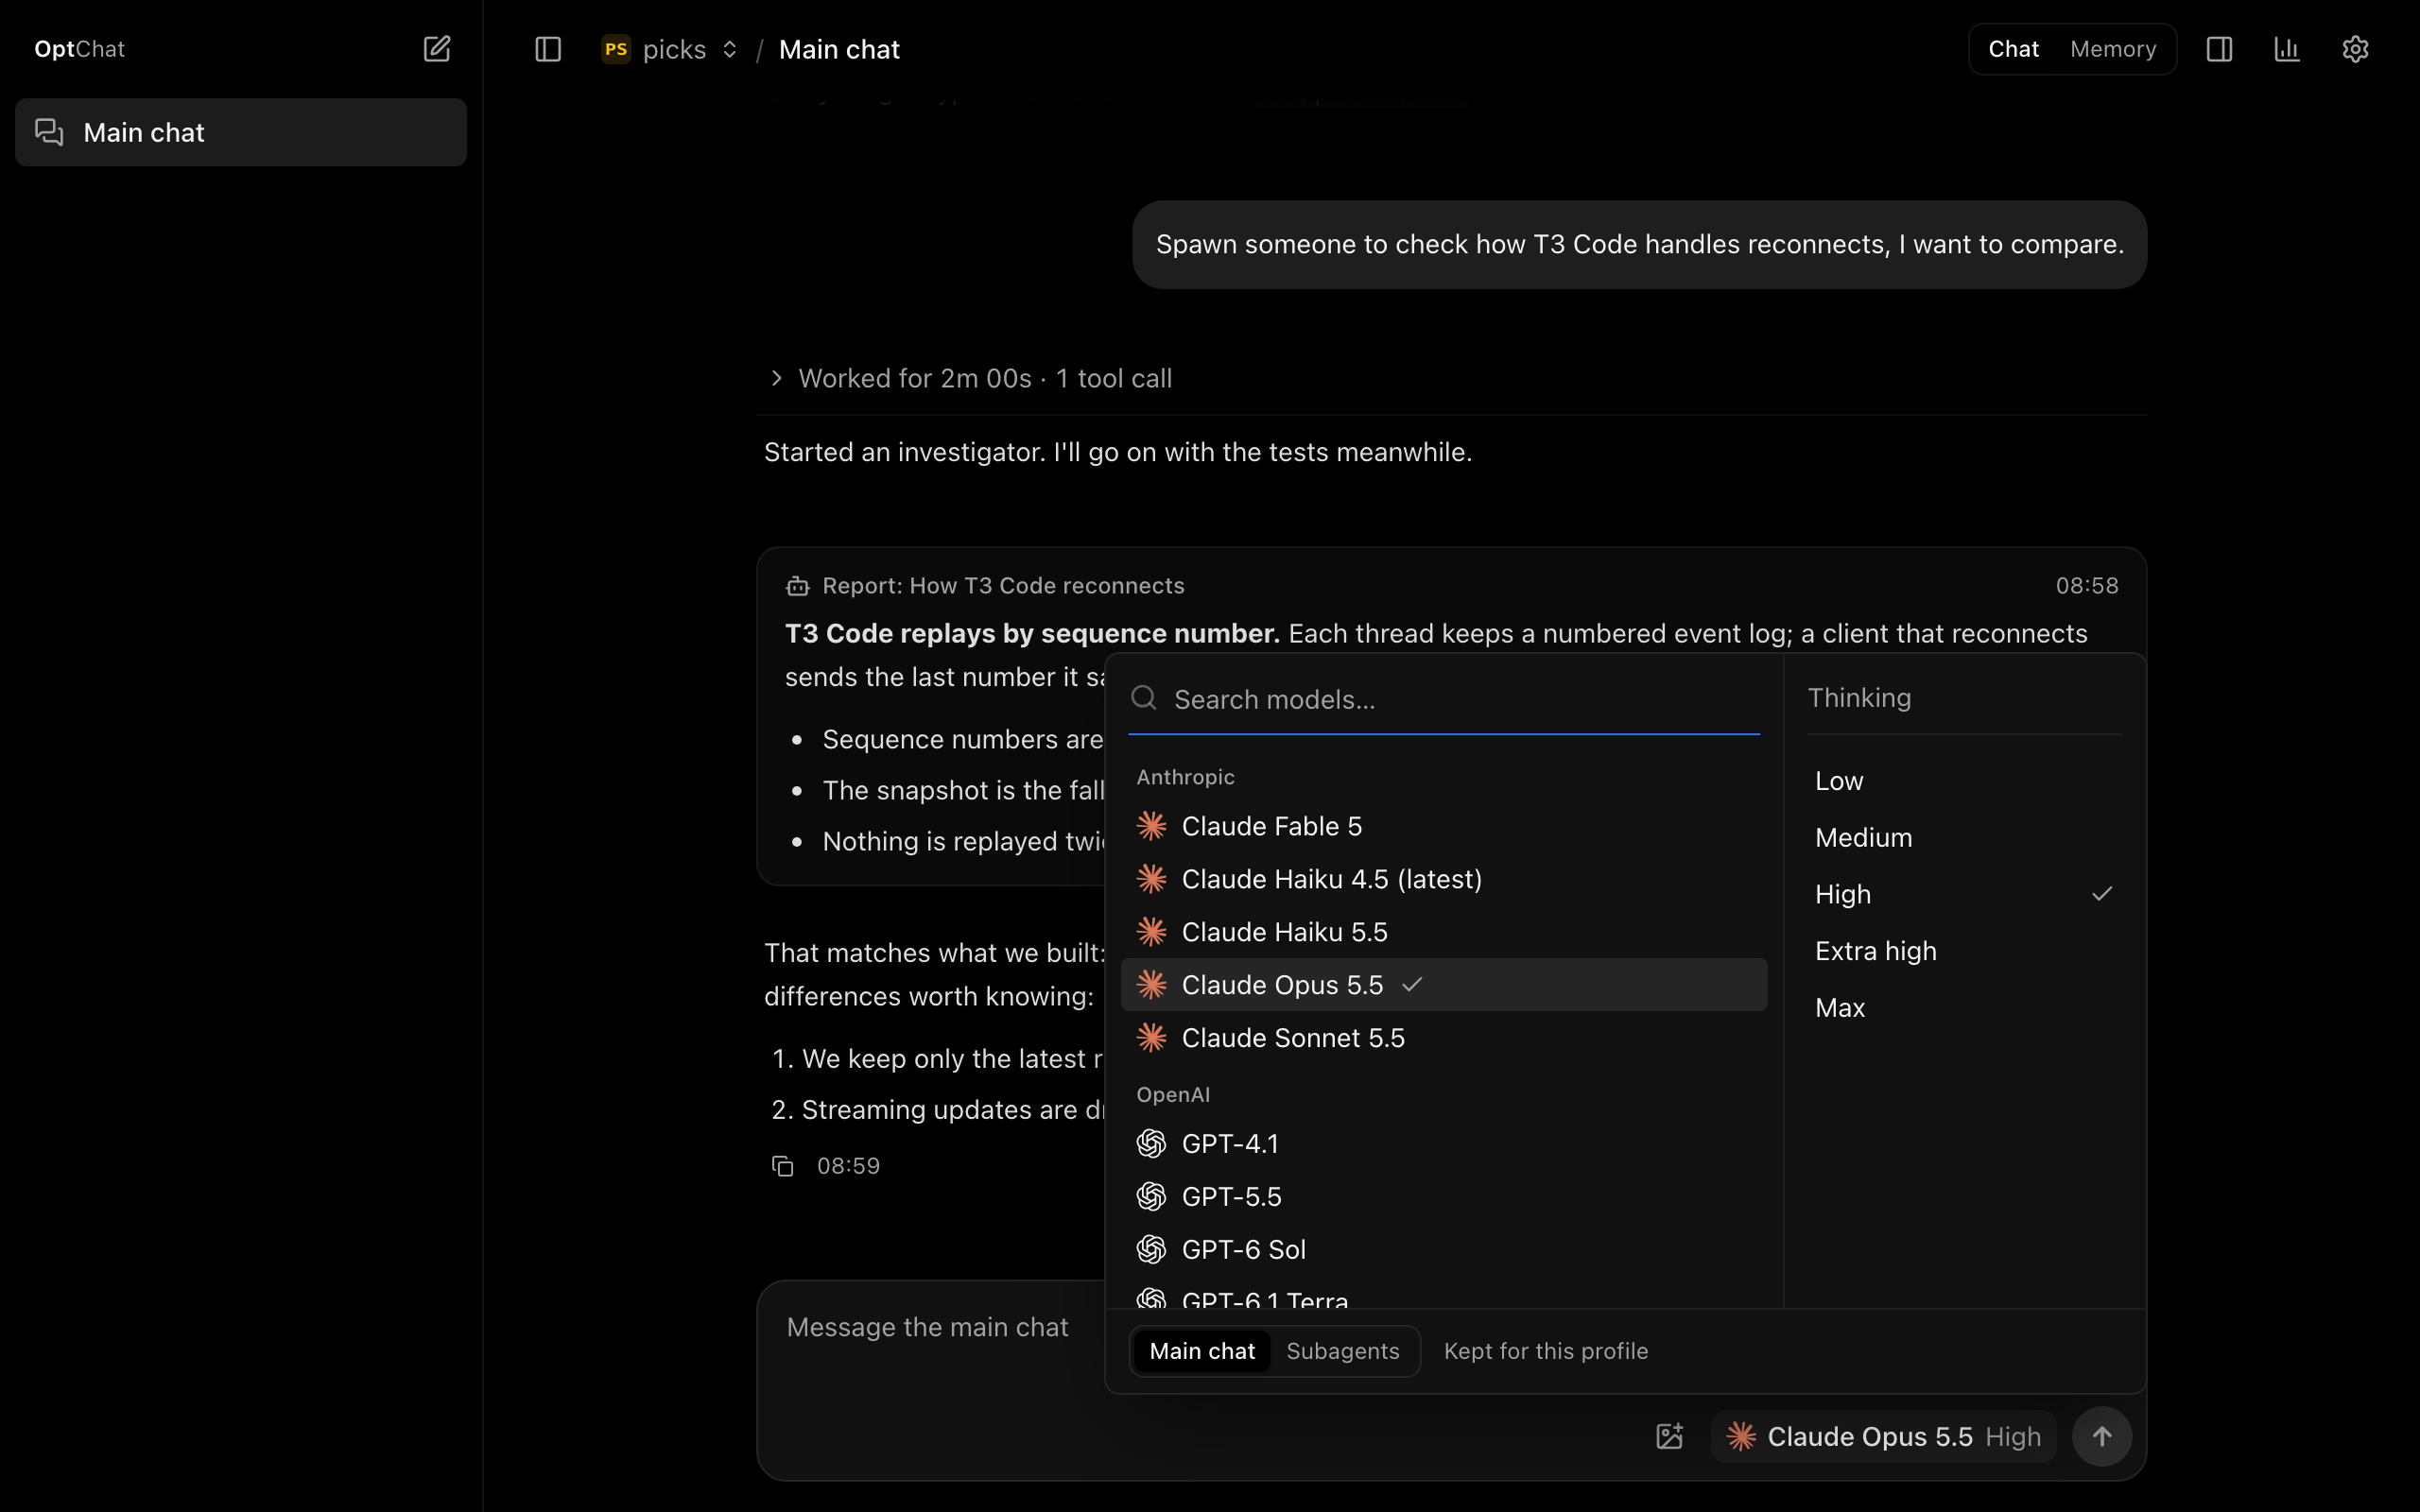 OptChat
PS picks / Main chat
Chat Memory
Main chat
Spawn someone to check how T3 Code handles reconnects, I want to compare.
Worked for 2m 00s · 1 tool call
Started an investigator. I'll go on with the tests meanwhile.
Report: How T3 Code reconnects 08:58
T3 Code replays by sequence number. Each thread keeps a numbered event log; a client that reconnects
sends the last number it
• Sequence numbers are
• The snapshot is the
• Nothing is replayed
That matches what we built:
differences worth knowing:
1. We keep only the latest
2. Streaming updates are
08:59
Search models...
Anthropic
Claude Fable 5
Claude Haiku 4.5 (latest)
Claude Haiku 5.5
Claude Opus 5.5
Claude Sonnet 5.5
OpenAI
GPT-4.1
GPT-5.5
GPT-6 Sol
GPT-6.1 Terra
Thinking
Low
Medium
High
Extra high
Max
Main chat Subagents Kept for this profile
Message the main chat
Claude Opus 5.5 High